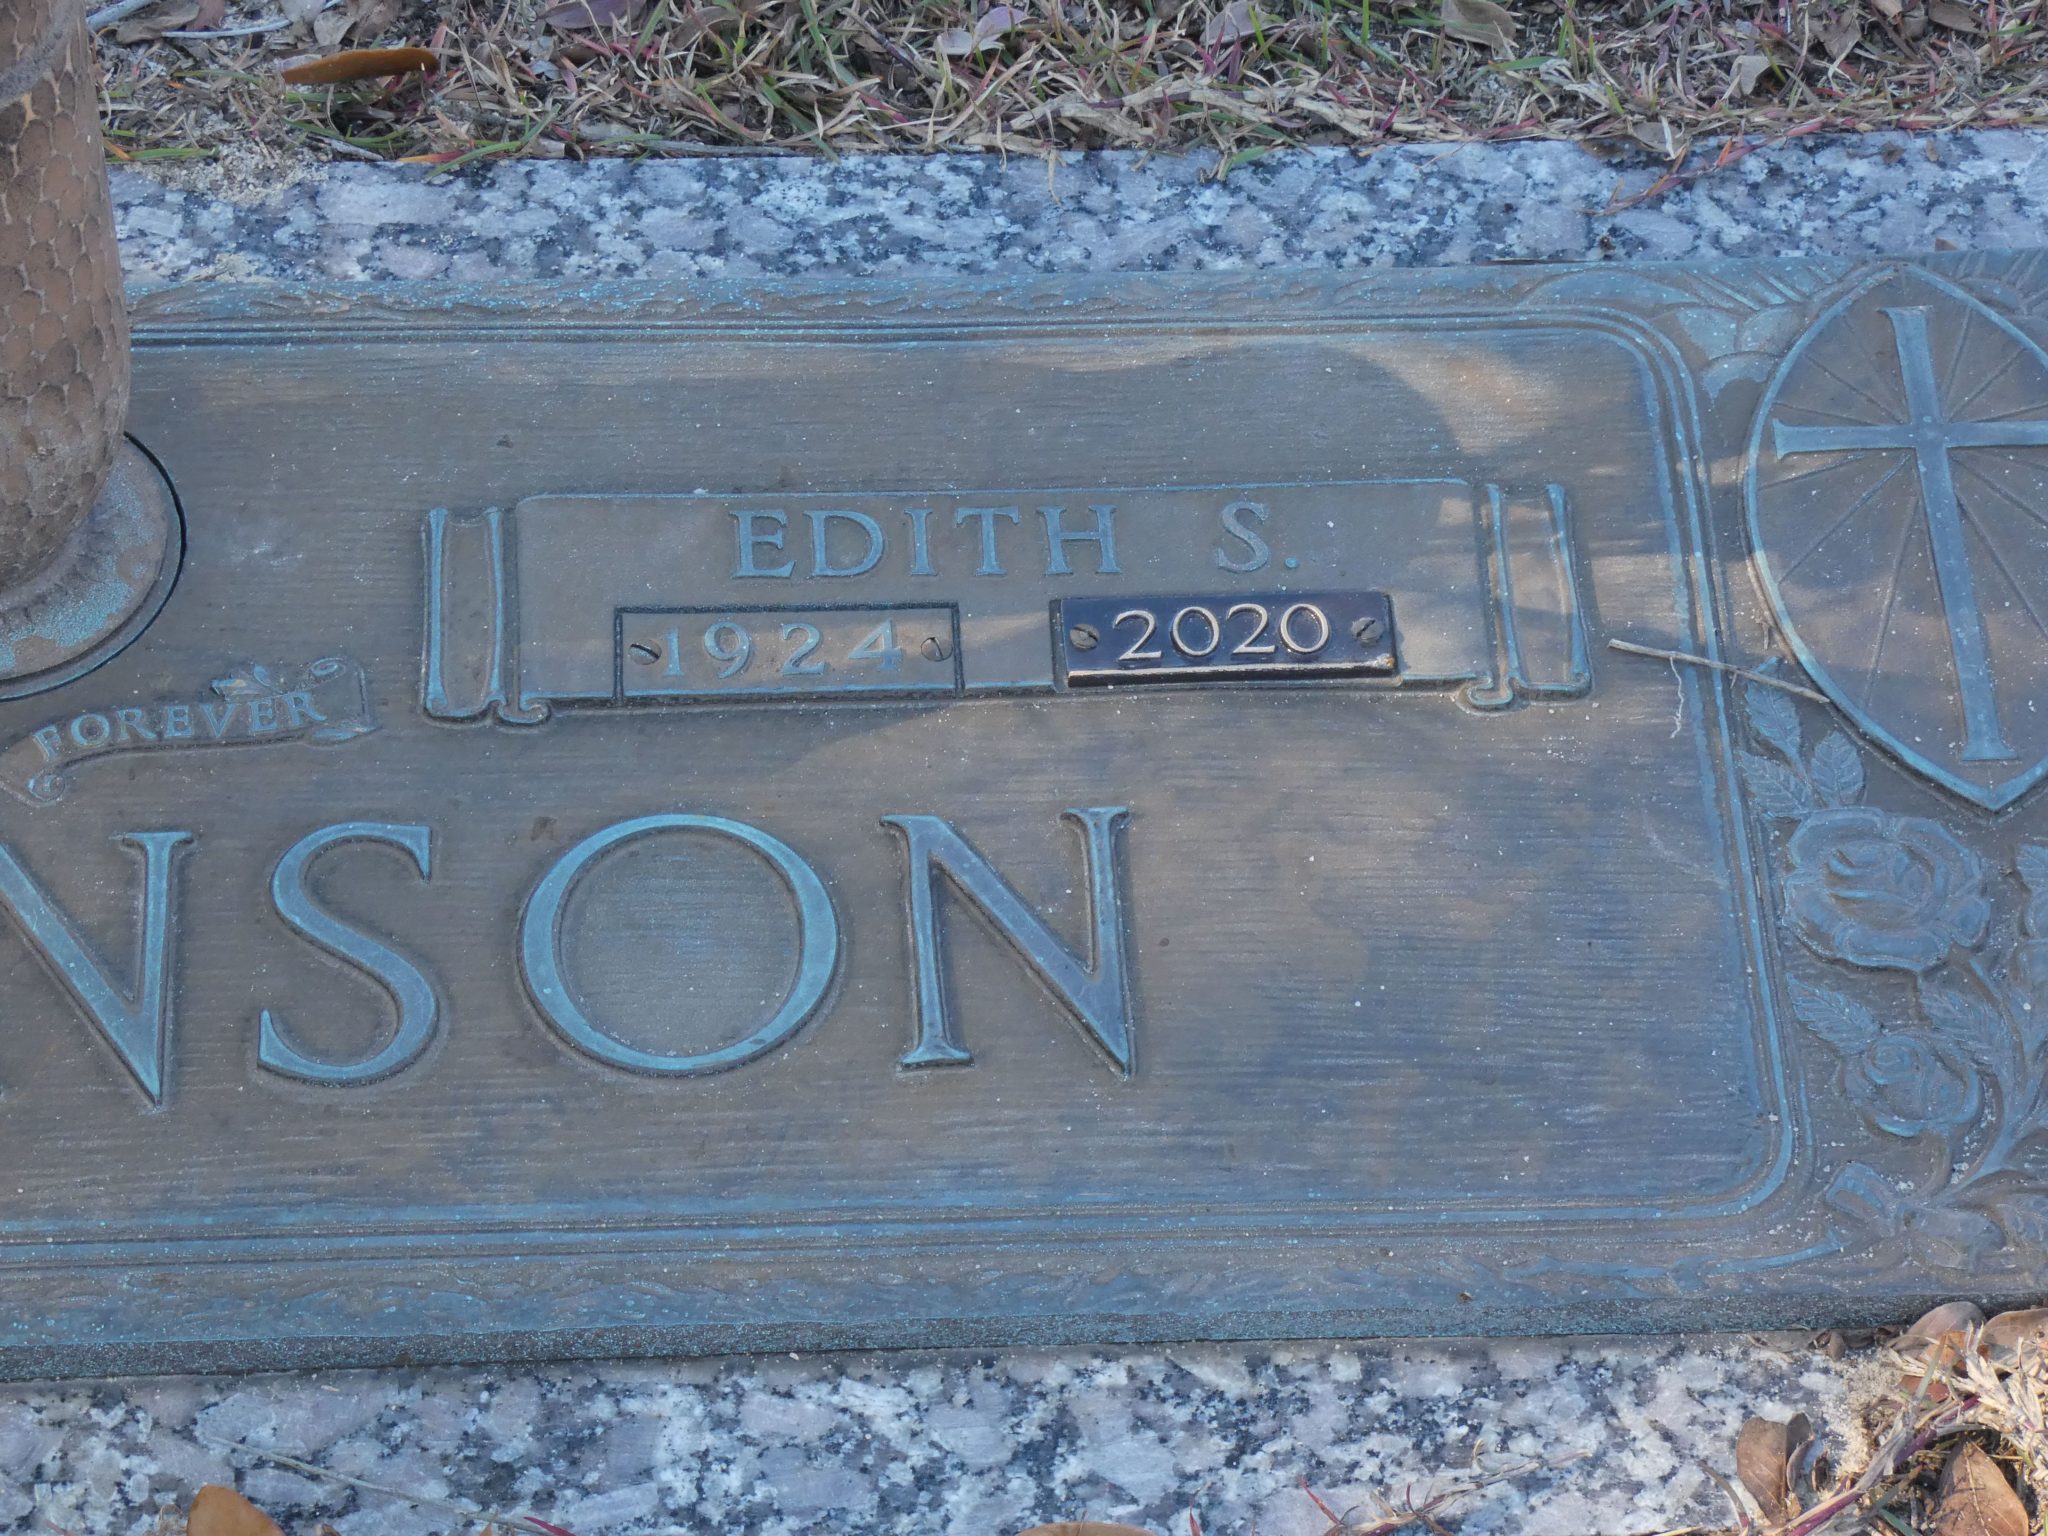 EDITH S.
1924 2020
FOREVER
NSON